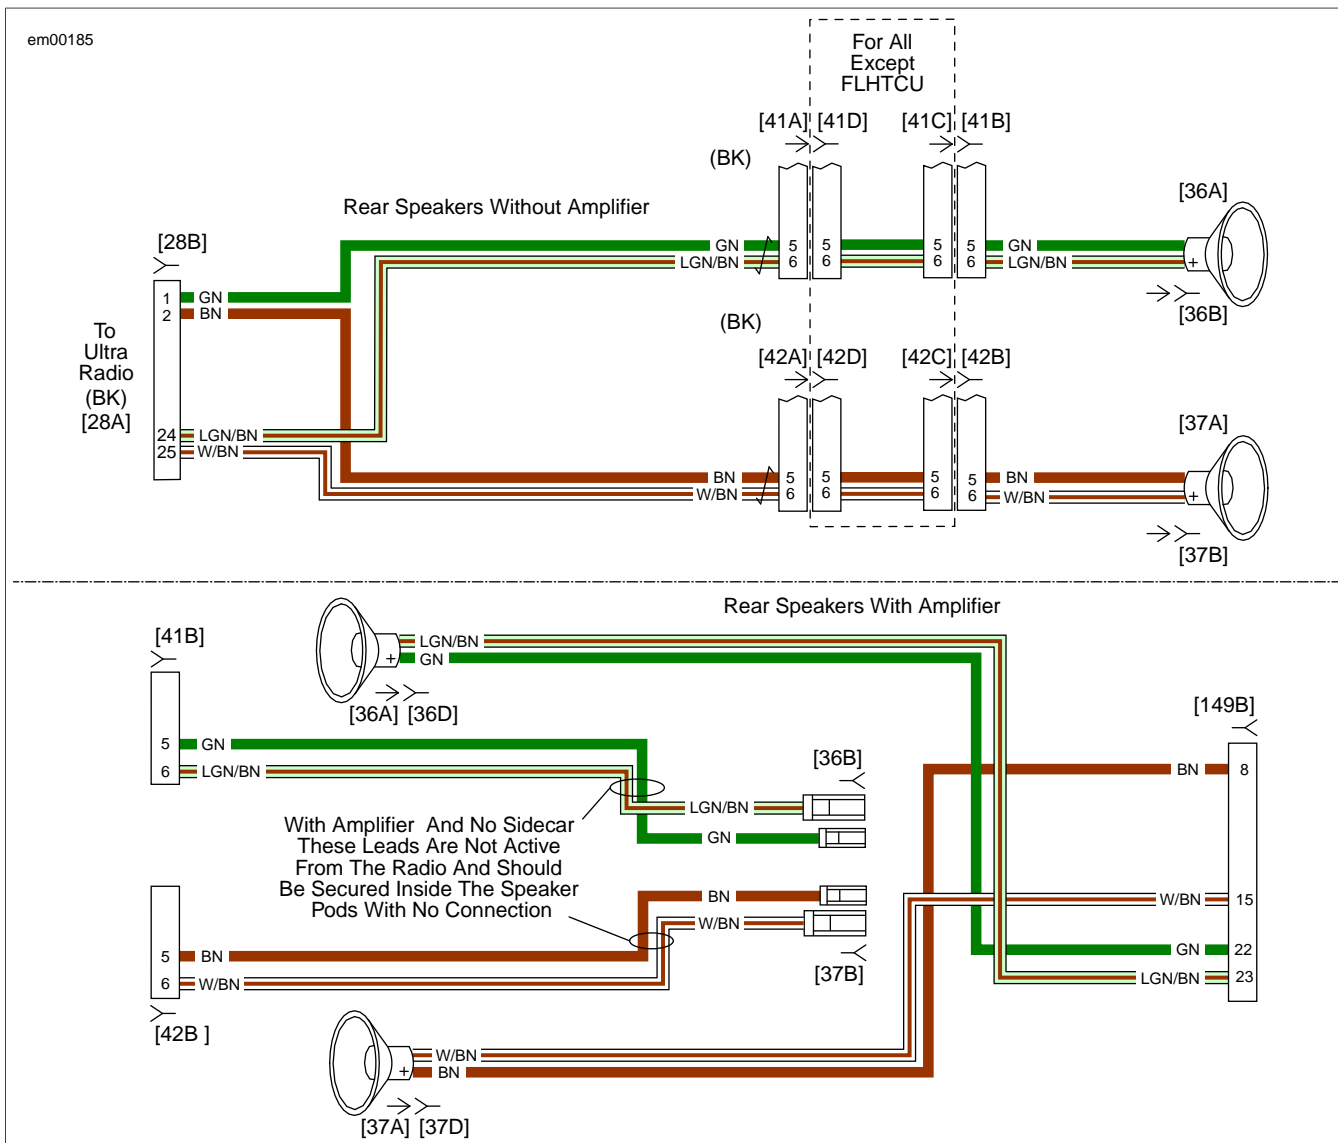 em00185
For All
Except
FLHTCU
[41A] [41D] [41C] [41B]
(BK)
[36A]
Rear Speakers Without Amplifier
[28B]
GN 5 5 5 5 GN
LGN/BN 6 6 6 6 LGN/BN +
1 GN
2 BN
[36B]
(BK)
To
Ultra
Radio
(BK)
[28A]
[42A] [42D] [42C] [42B]
[37A]
24 LGN/BN
25 W/BN
BN 5 5 5 5 BN
W/BN 6 6 6 6 W/BN +
[37B]
Rear Speakers With Amplifier
[41B]
LGN/BN
+ GN
[36A] [36D]
[149B]
5 GN
6 LGN/BN
[36B]
BN 8
LGN/BN
GN
With Amplifier And No Sidecar
These Leads Are Not Active
From The Radio And Should
Be Secured Inside The Speaker
Pods With No Connection
BN
W/BN
W/BN 15
5 BN
6 W/BN
[37B]
GN 22
LGN/BN 23
[42B ]
W/BN
+ BN
[37A] [37D]